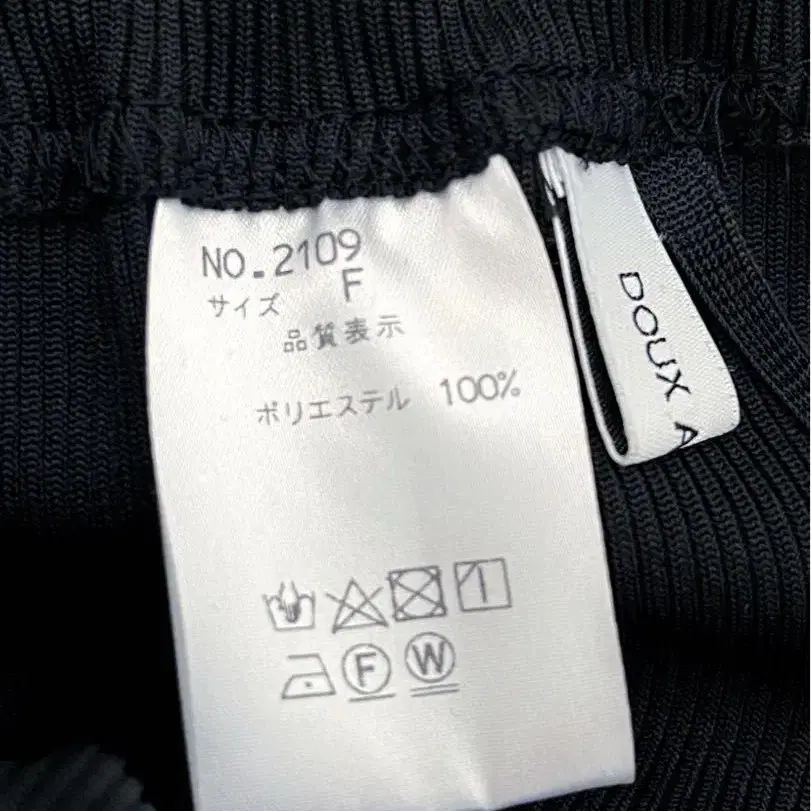 NO.2109
サイズ F
品質表示
ポリエステル 100%
F W
DOUX A